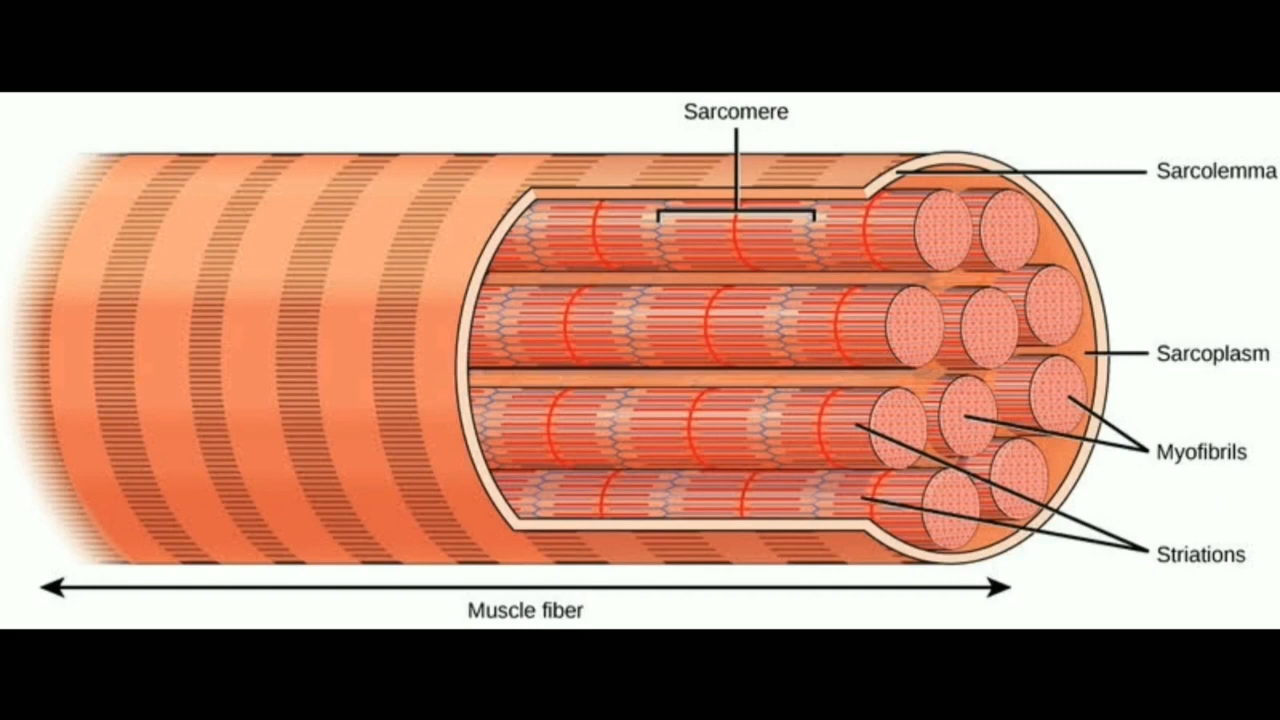 Sarcomere
Sarcolemma
Sarcoplasm
Myofibrils
Striations
Muscle fiber